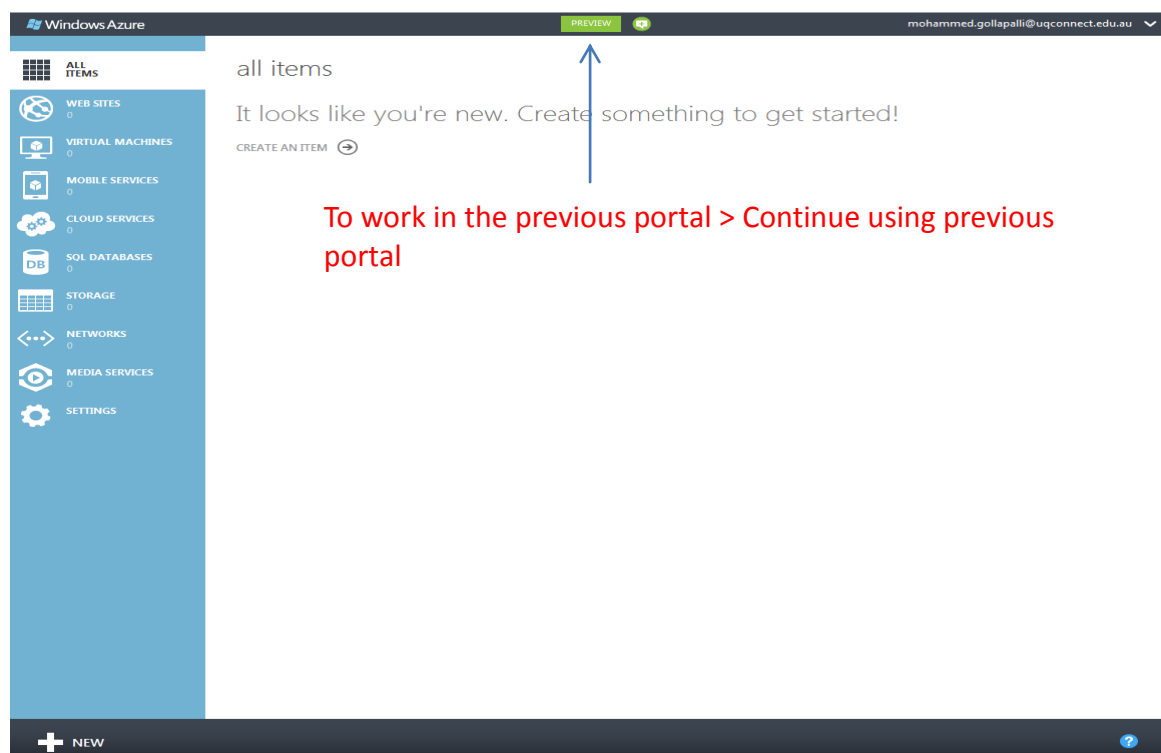 Windows Azure
PREVIEW
mohammed.gollapalli@uqconnect.edu.au
ALL
ITEMS
WEB SITES
0
VIRTUAL MACHINES
0
MOBILE SERVICES
0
CLOUD SERVICES
0
DB
SQL DATABASES
0
STORAGE
0
NETWORKS
0
MEDIA SERVICES
0
SETTINGS
all items
It looks like you're new. Create something to get started!
CREATE AN ITEM
To work in the previous portal > Continue using previous
portal
NEW
?